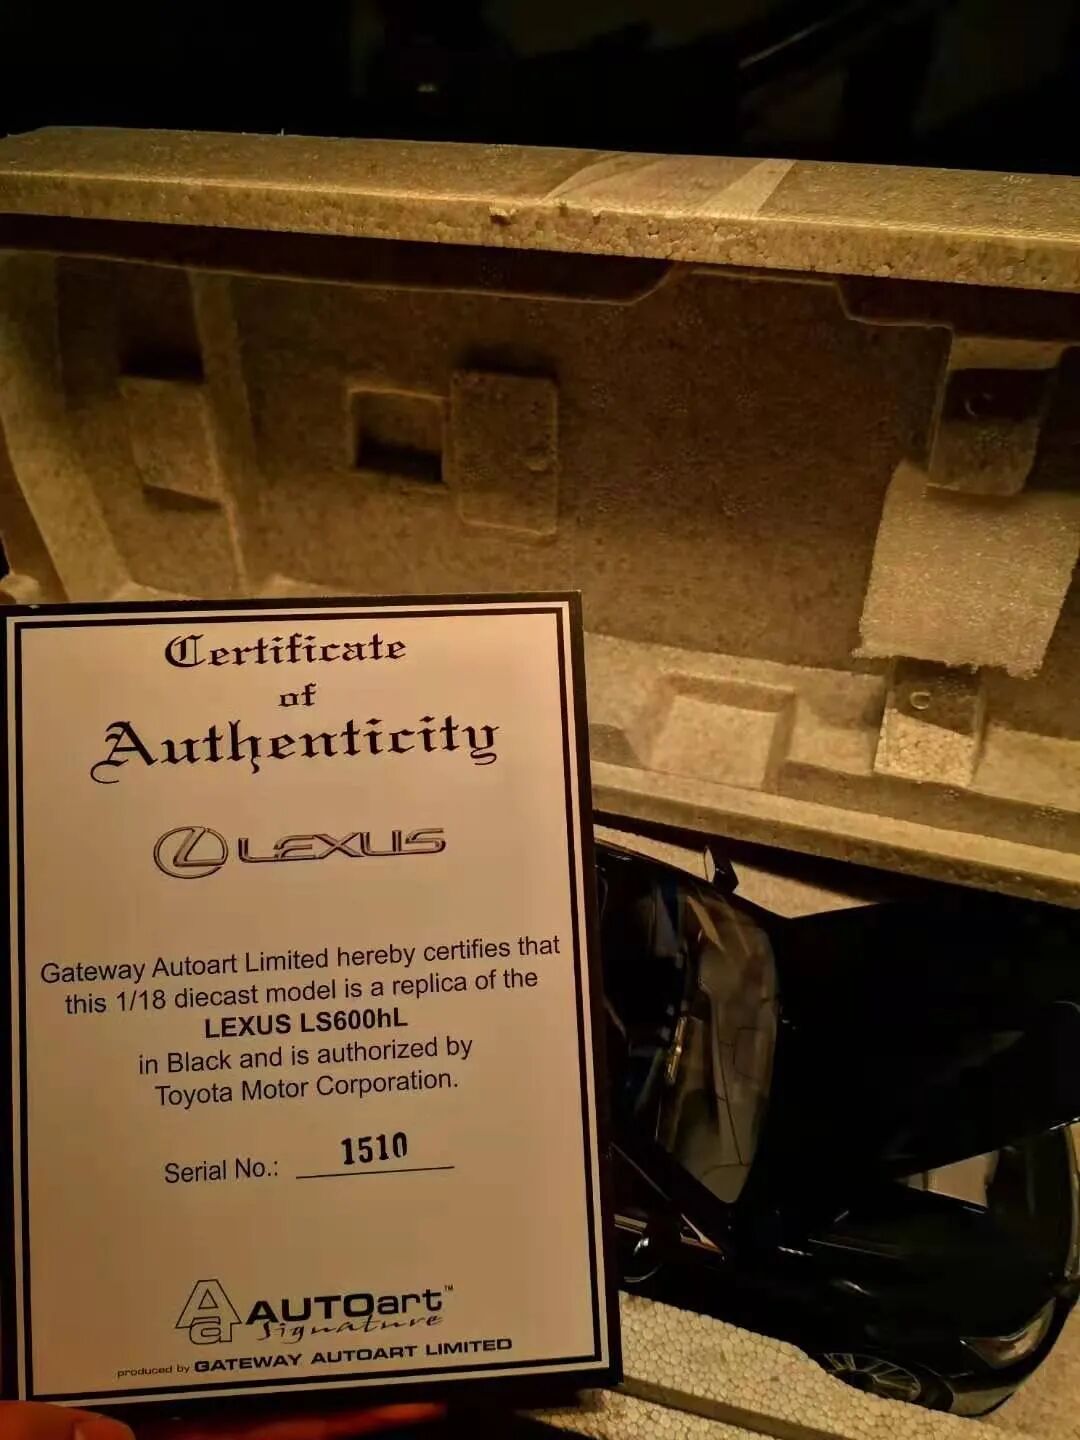 Certificate
of
Authenticity
LEXUS
Gateway Autoart Limited hereby certifies that
this 1/18 diecast model is a replica of the
LEXUS LS600hL
in Black and is authorized by
Toyota Motor Corporation.
Serial No.: 1510
AUTOart™
Signature
produced by GATEWAY AUTOART LIMITED